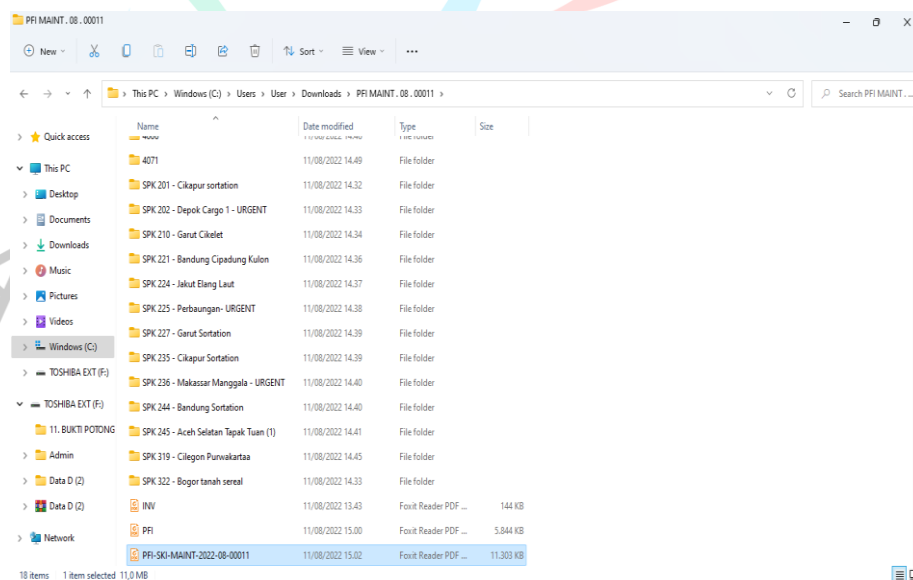 PFI MAINT . 08 . 00011
New
Sort
View
This PC > Windows (C:) > Users > User > Downloads > PFI MAINT . 08 . 00011 >
Search PFI MAINT . ...
Name Date modified Type Size
Quick access
This PC
Desktop
Documents
Downloads
Music
Pictures
Videos
Windows (C:)
TOSHIBA EXT (F:)
TOSHIBA EXT (F:)
11. BUKTI POTONG
Admin
Data D (2)
Data D (2)
Network
4071 11/08/2022 14.49 File folder
SPK 201 - Cikapur sortation 11/08/2022 14.32 File folder
SPK 202 - Depok Cargo 1 - URGENT 11/08/2022 14.33 File folder
SPK 210 - Garut Cikelet 11/08/2022 14.34 File folder
SPK 221 - Bandung Cipadung Kulon 11/08/2022 14.36 File folder
SPK 224 - Jakut Elang Laut 11/08/2022 14.37 File folder
SPK 225 - Perbaungan- URGENT 11/08/2022 14.38 File folder
SPK 227 - Garut Sortation 11/08/2022 14.39 File folder
SPK 235 - Cikapur Sortation 11/08/2022 14.39 File folder
SPK 236 - Makassar Manggala - URGENT 11/08/2022 14.40 File folder
SPK 244 - Bandung Sortation 11/08/2022 14.40 File folder
SPK 245 - Aceh Selatan Tapak Tuan (1) 11/08/2022 14.41 File folder
SPK 319 - Cilegon Purwakartaa 11/08/2022 14.45 File folder
SPK 322 - Bogor tanah sereal 11/08/2022 14.33 File folder
INV 11/08/2022 13.43 Foxit Reader PDF ... 144 KB
PFI 11/08/2022 15.00 Foxit Reader PDF ... 5.844 KB
PFI-SKI-MAINT-2022-08-00011 11/08/2022 15.02 Foxit Reader PDF ... 11.303 KB
18 items 1 item selected 11,0 MB